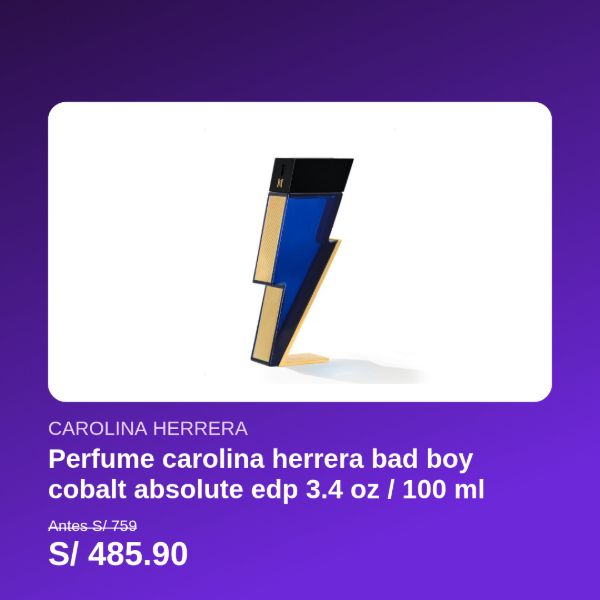 CAROLINA HERRERA
Perfume carolina herrera bad boy
cobalt absolute edp 3.4 oz / 100 ml
Antes S/ 759
S/ 485.90